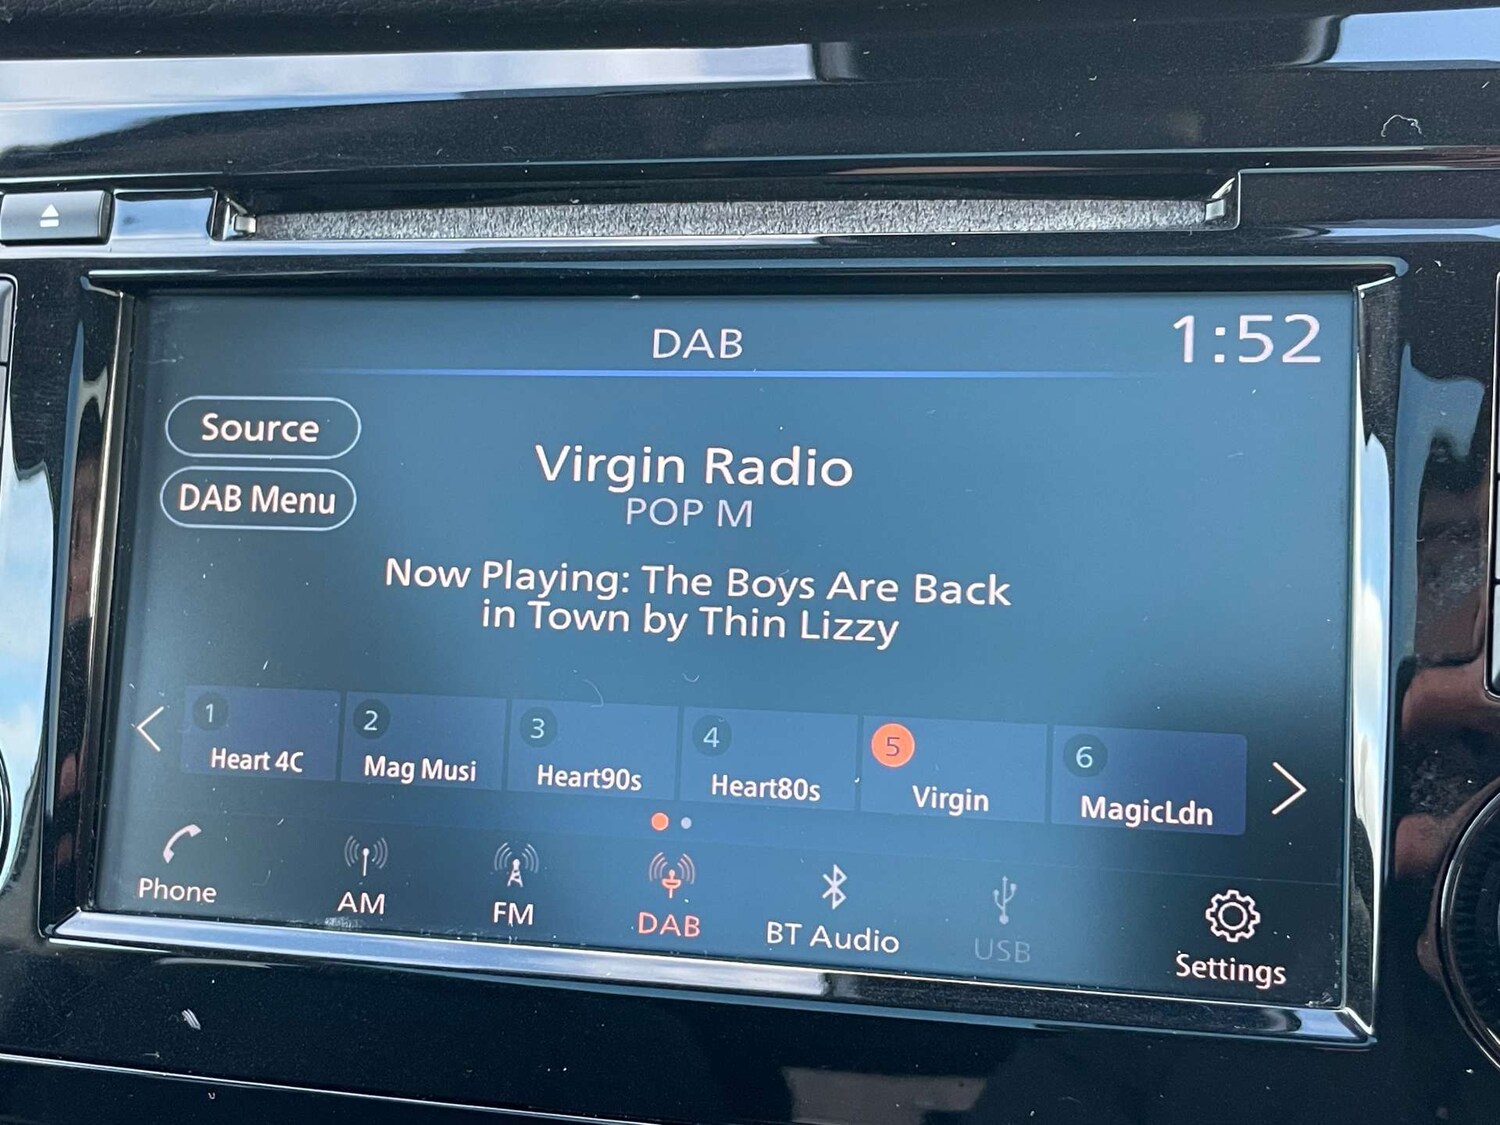 DAB
1:52
Source
DAB Menu
Virgin Radio
POP M
Now Playing: The Boys Are Back
in Town by Thin Lizzy
1
Heart 4C
2
Mag Musi
3
Heart90s
4
Heart80s
5
Virgin
6
MagicLdn
Phone
AM
FM
DAB
BT Audio
USB
Settings